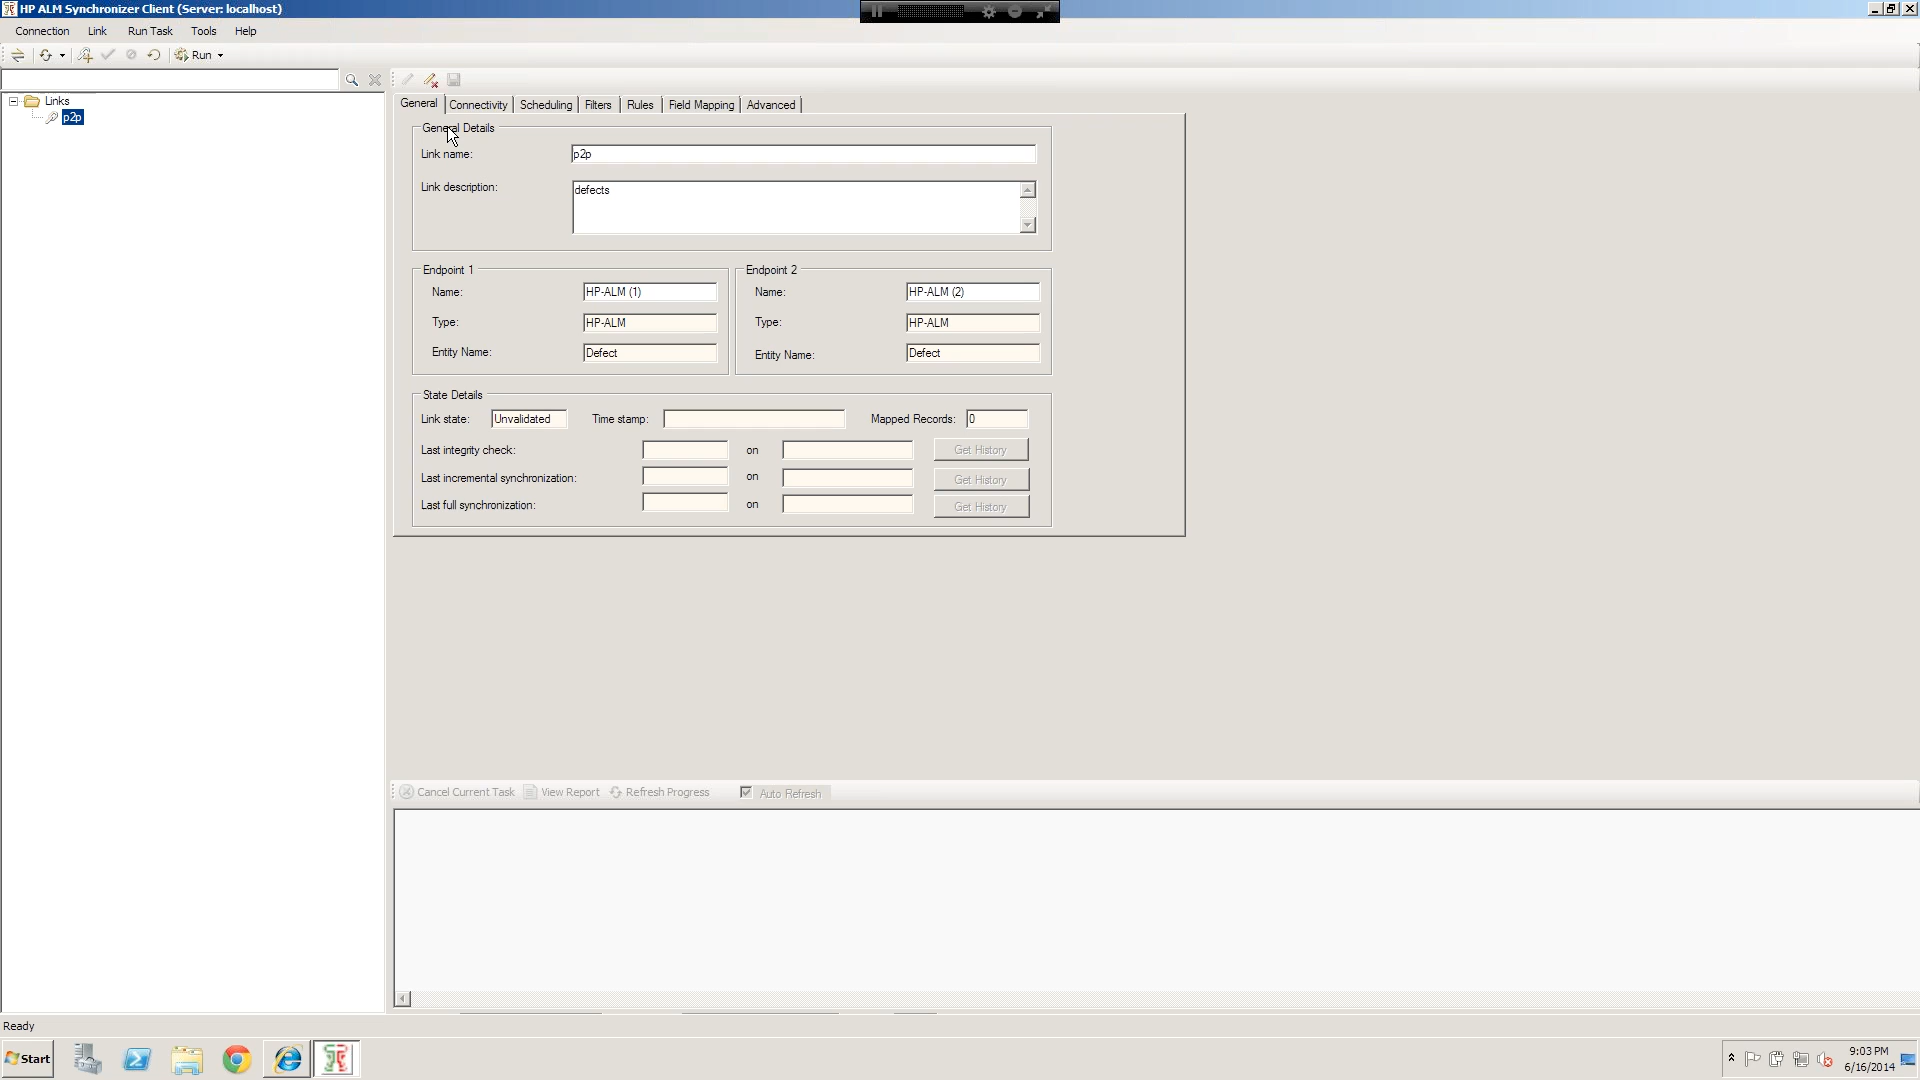 HP ALM Synchronizer Client (Server: localhost)
Connection Link Run Task Tools Help
Run
Links
p2p
General Connectivity Scheduling Filters Rules Field Mapping Advanced
General Details
Link name: p2p
Link description: defects
Endpoint 1 Endpoint 2
Name: HP-ALM (1) Name: HP-ALM (2)
Type: HP-ALM Type: HP-ALM
Entity Name: Defect Entity Name: Defect
State Details
Link state: Unvalidated Time stamp: Mapped Records: 0
Last integrity check: on Get History
Last incremental synchronization: on Get History
Last full synchronization: on Get History
Cancel Current Task View Report Refresh Progress Auto Refresh
Ready
Start
9:03 PM
6/16/2014